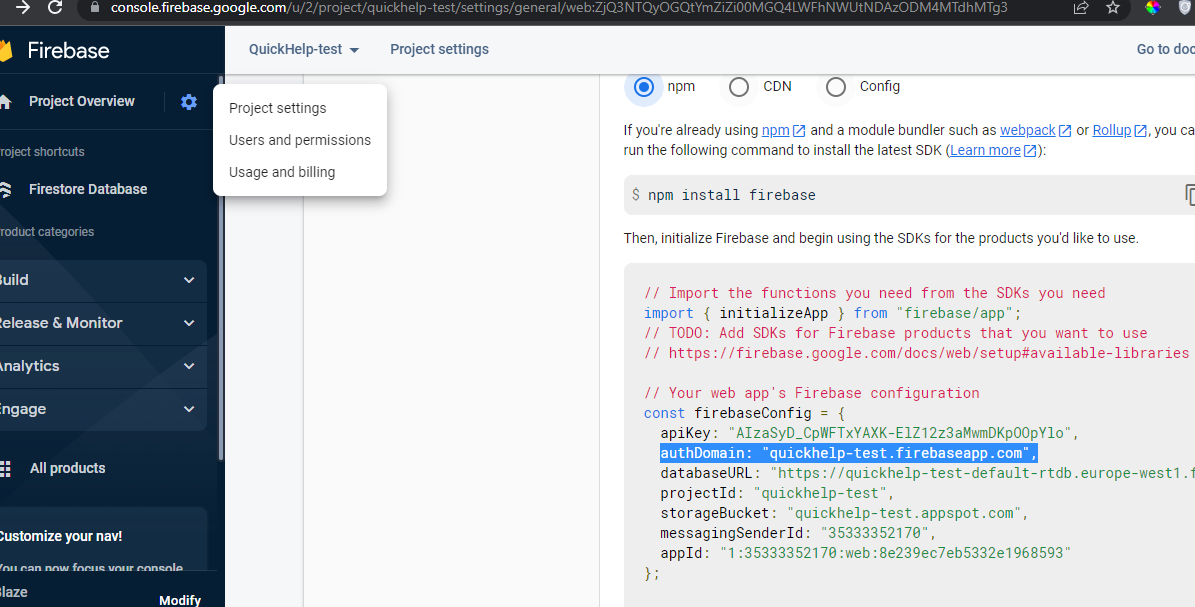 console.firebase.google.com/u/2/project/quickhelp-test/settings/general/web:ZjQ3NTQyOGQtYmZiZi00MGQ4LWFhNWUtNDAzODM4MTdhMTg3
Firebase
QuickHelp-test
Project settings
Go to doc
Project Overview
Project settings
Users and permissions
Usage and billing
roject shortcuts
Firestore Database
roduct categories
Build
Release & Monitor
Analytics
Engage
All products
Customize your nav!
You can now focus your console
Blaze
Modify
npm
CDN
Config
If you're already using npm and a module bundler such as webpack or Rollup, you ca
run the following command to install the latest SDK (Learn more):
$ npm install firebase
Then, initialize Firebase and begin using the SDKs for the products you'd like to use.
// Import the functions you need from the SDKs you need
import { initializeApp } from "firebase/app";
// TODO: Add SDKs for Firebase products that you want to use
// https://firebase.google.com/docs/web/setup#available-libraries
// Your web app's Firebase configuration
const firebaseConfig = {
apiKey: "AIzaSyD_CpWFTxYAXK-ElZ12z3aMwmDKpOOpYlo",
authDomain: "quickhelp-test.firebaseapp.com",
databaseURL: "https://quickhelp-test-default-rtdb.europe-west1.f
projectId: "quickhelp-test",
storageBucket: "quickhelp-test.appspot.com",
messagingSenderId: "35333352170",
appId: "1:35333352170:web:8e239ec7eb5332e1968593"
};